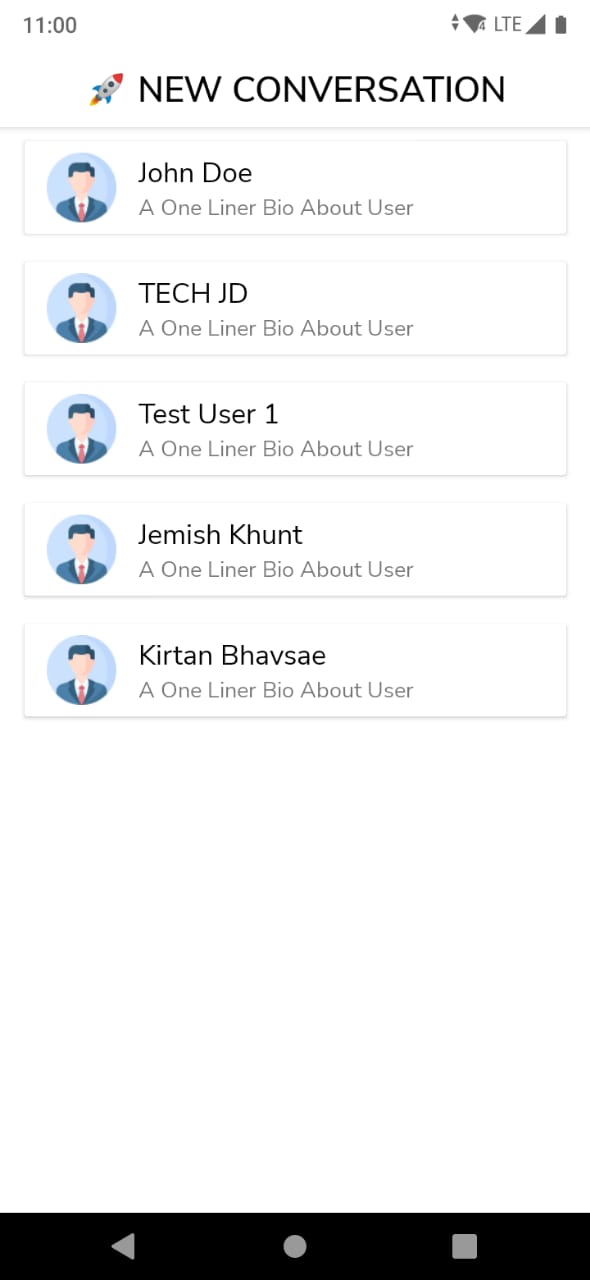 11:00
LTE
🚀 NEW CONVERSATION
John Doe
A One Liner Bio About User
TECH JD
A One Liner Bio About User
Test User 1
A One Liner Bio About User
Jemish Khunt
A One Liner Bio About User
Kirtan Bhavsae
A One Liner Bio About User